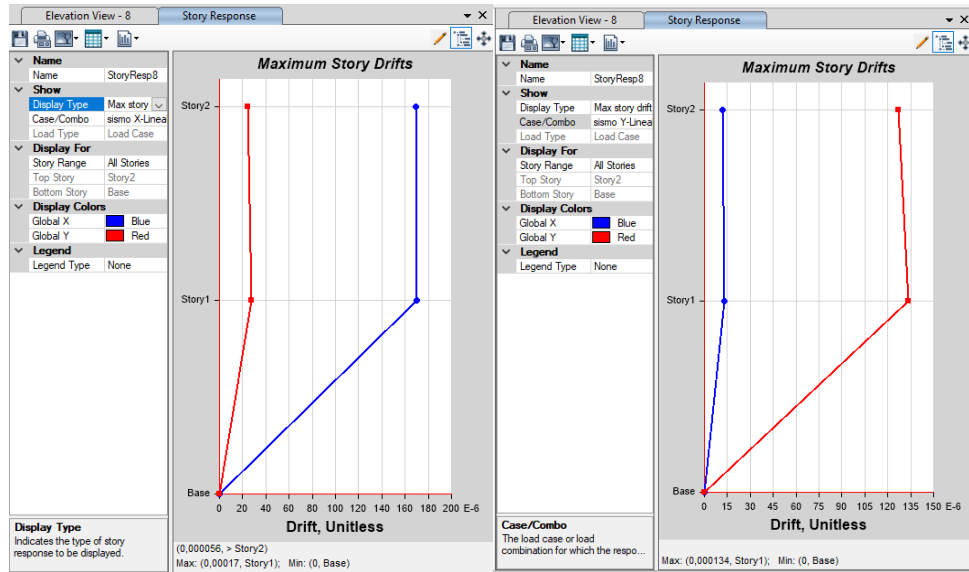 Elevation View - 8
Story Response
Name
Name StoryResp8
Show
Display Type Max story
Case/Combo sismo X-Linea
Load Type Load Case
Display For
Story Range All Stories
Top Story Story2
Bottom Story Base
Display Colors
Global X Blue
Global Y Red
Legend
Legend Type None
Display Type
Indicates the type of story
response to be displayed.
Maximum Story Drifts
Story2
Story1
Base
0 20 40 60 80 100 120 140 160 180 200 E-6
Drift, Unitless
(0,000056, > Story2)
Max: (0,00017, Story1); Min: (0, Base)
Elevation View - 8
Story Response
Name
Name StoryResp8
Show
Display Type Max story drift
Case/Combo sismo Y-Linea
Load Type Load Case
Display For
Story Range All Stories
Top Story Story2
Bottom Story Base
Display Colors
Global X Blue
Global Y Red
Legend
Legend Type None
Case/Combo
The load case or load
combination for which the respo...
Maximum Story Drifts
Story2
Story1
Base
0 15 30 45 60 75 90 105 120 135 150 E-6
Drift, Unitless
Max: (0,000134, Story1); Min: (0, Base)